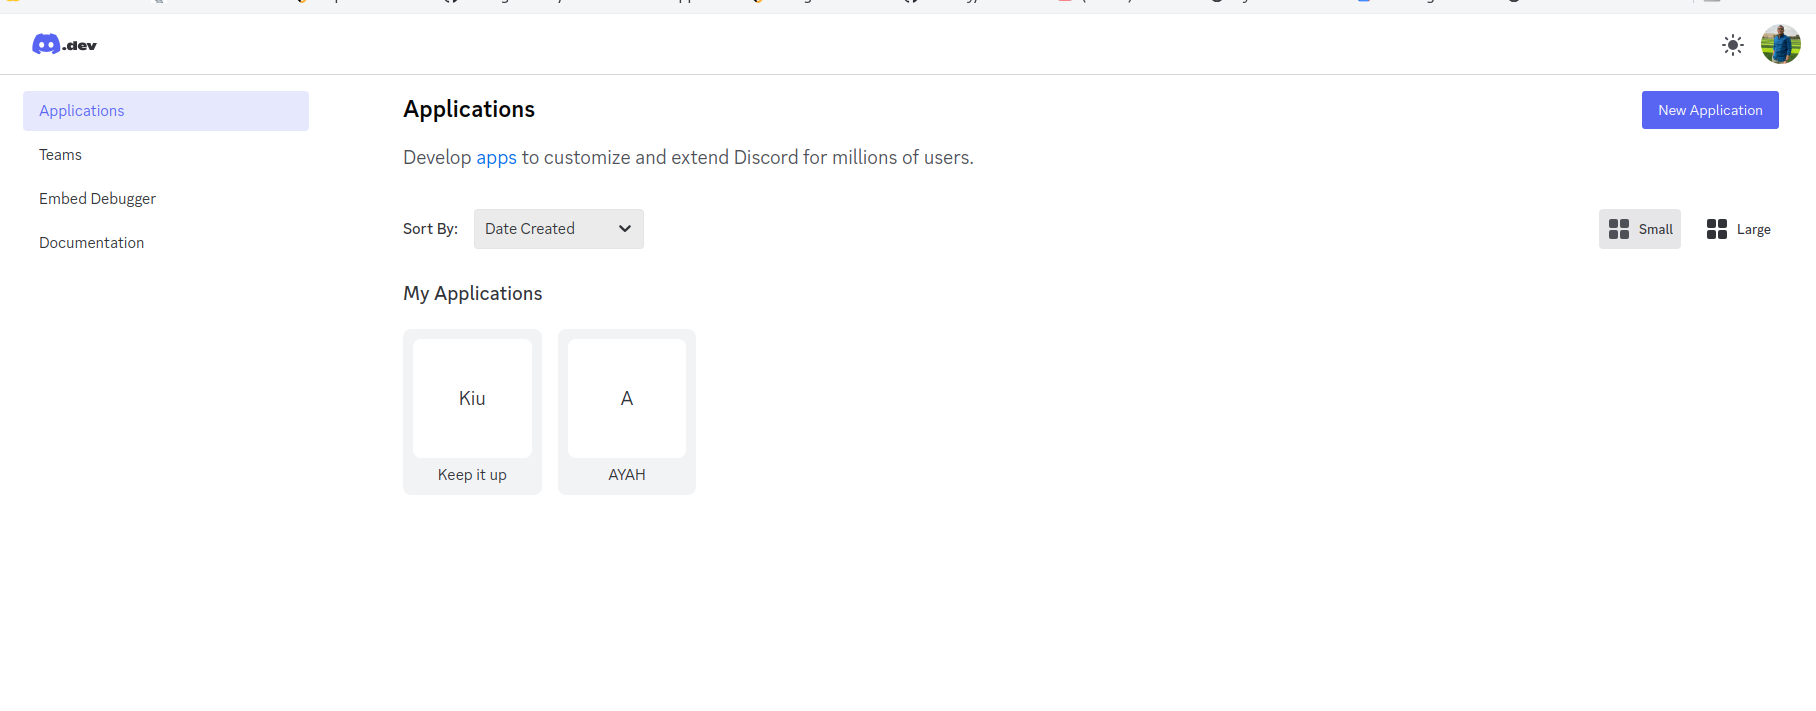 .dev
Applications
Teams
Embed Debugger
Documentation
Applications
New Application
Develop apps to customize and extend Discord for millions of users.
Sort By: Date Created
Small Large
My Applications
Kiu
Keep it up
A
AYAH